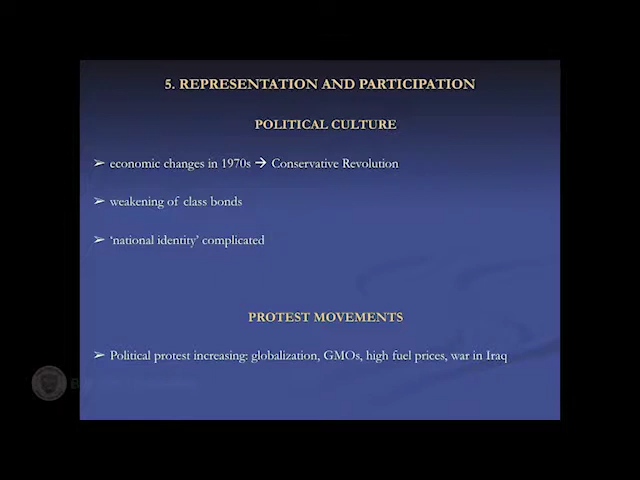 5. REPRESENTATION AND PARTICIPATION
POLITICAL CULTURE
➢ economic changes in 1970s → Conservative Revolution
➢ weakening of class bonds
➢ ‘national identity’ complicated
PROTEST MOVEMENTS
➢ Political protest increasing: globalization, GMOs, high fuel prices, war in Iraq